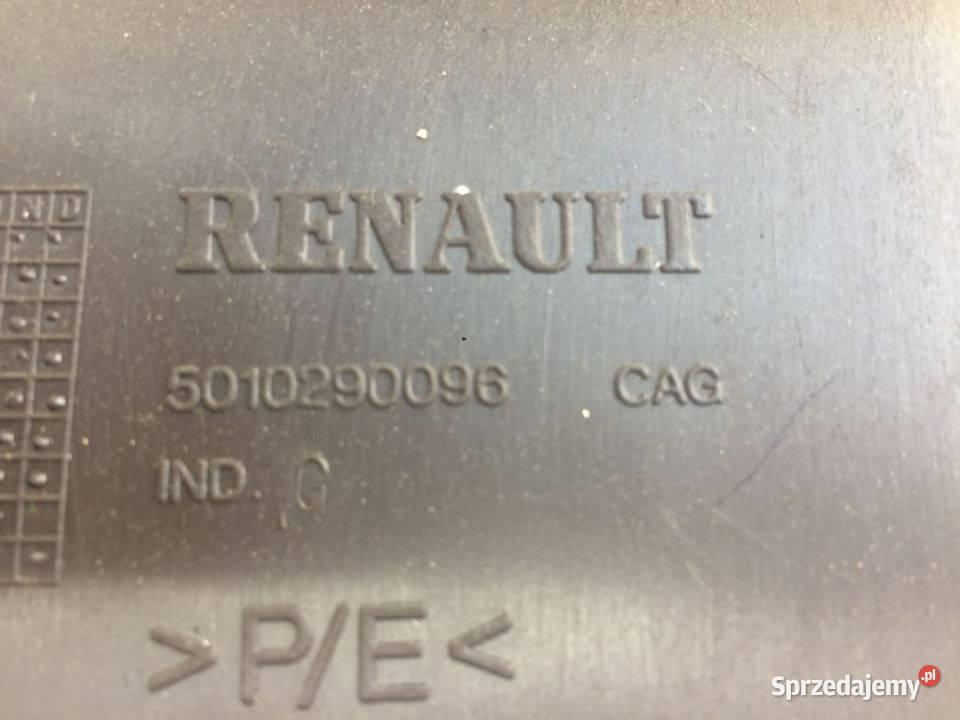 N D
RENAULT
5010290096 CAG
IND. G
>P/E<
Sprzedajemy.pl